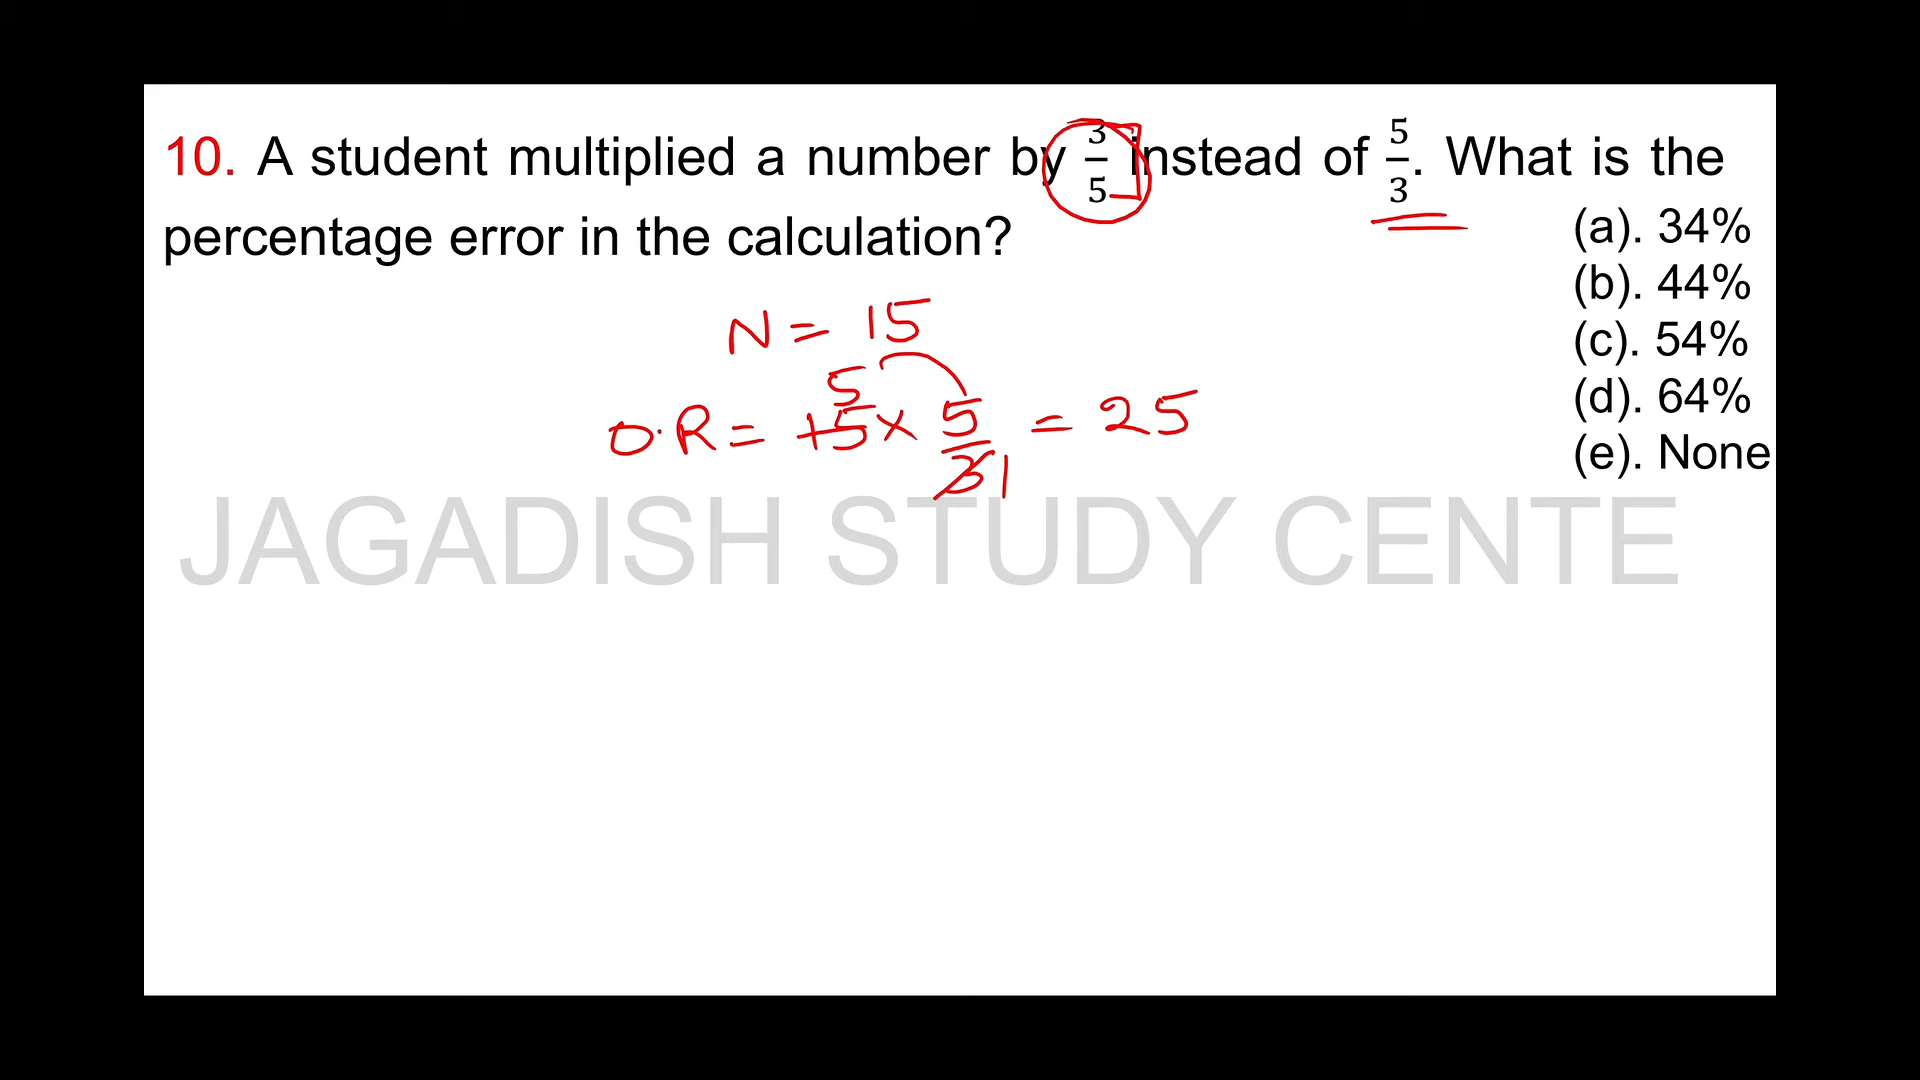 10. A student multiplied a number by 3/5 instead of 5/3. What is the
percentage error in the calculation?
(a). 34%
(b). 44%
(c). 54%
(d). 64%
(e). None
N = 15
5
O.R = 15 × 5/3 1 = 25
JAGADISH STUDY CENTE